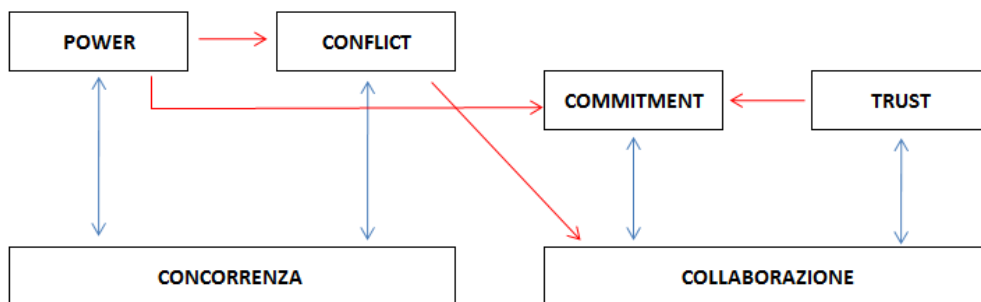 POWER
CONFLICT
COMMITMENT
TRUST
CONCORRENZA
COLLABORAZIONE